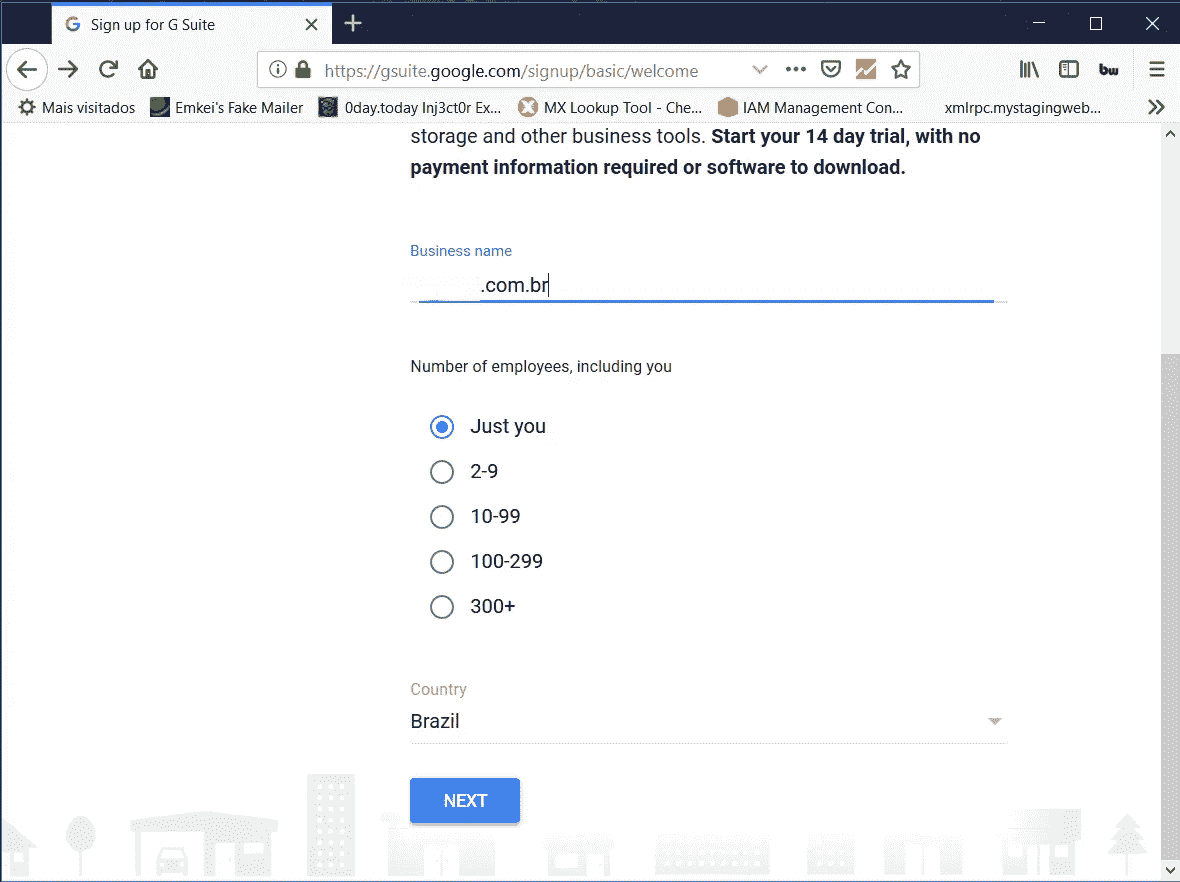 Sign up for G Suite
https://gsuite.google.com/signup/basic/welcome
bw
Mais visitados Emkei's Fake Mailer 0day.today Inj3ct0r Ex... MX Lookup Tool - Che... IAM Management Con... xmlrpc.mystagingweb...
storage and other business tools. Start your 14 day trial, with no
payment information required or software to download.
Business name
.com.br
Number of employees, including you
Just you
2-9
10-99
100-299
300+
Country
Brazil
NEXT